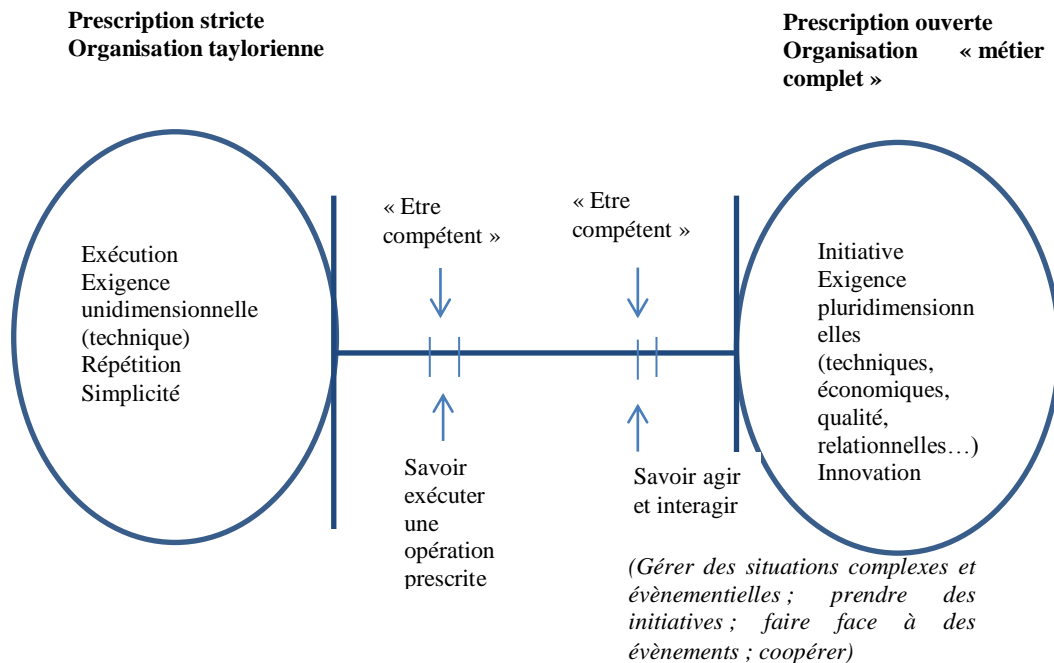 Prescription stricte
Organisation taylorienne
Prescription ouverte
Organisation « métier
complet »
Exécution
Exigence
unidimensionnelle
(technique)
Répétition
Simplicité
« Etre
compétent »
Savoir
exécuter
une
opération
prescrite
« Etre
compétent »
Savoir agir
et interagir
(Gérer des situations complexes et
évènementielles ; prendre des
initiatives ; faire face à des
évènements ; coopérer)
Initiative
Exigence
pluridimensionn
elles
(techniques,
économiques,
qualité,
relationnelles…)
Innovation